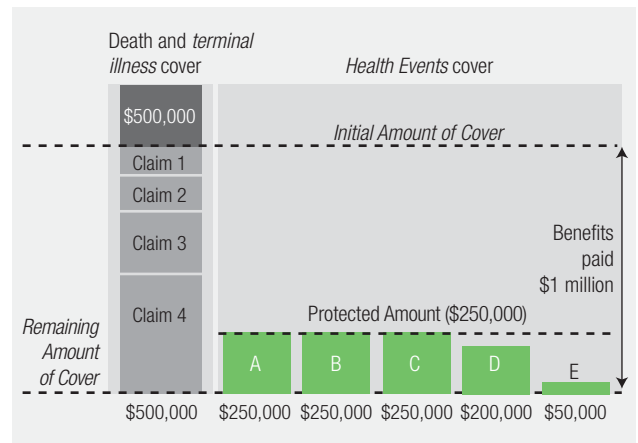 Death and terminal
illness cover
Health Events cover
$500,000
Initial Amount of Cover
Claim 1
Claim 2
Claim 3
Claim 4
Benefits
paid
$1 million
Protected Amount ($250,000)
Remaining
Amount
of Cover
A
B
C
D
E
$500,000 $250,000 $250,000 $250,000 $200,000 $50,000